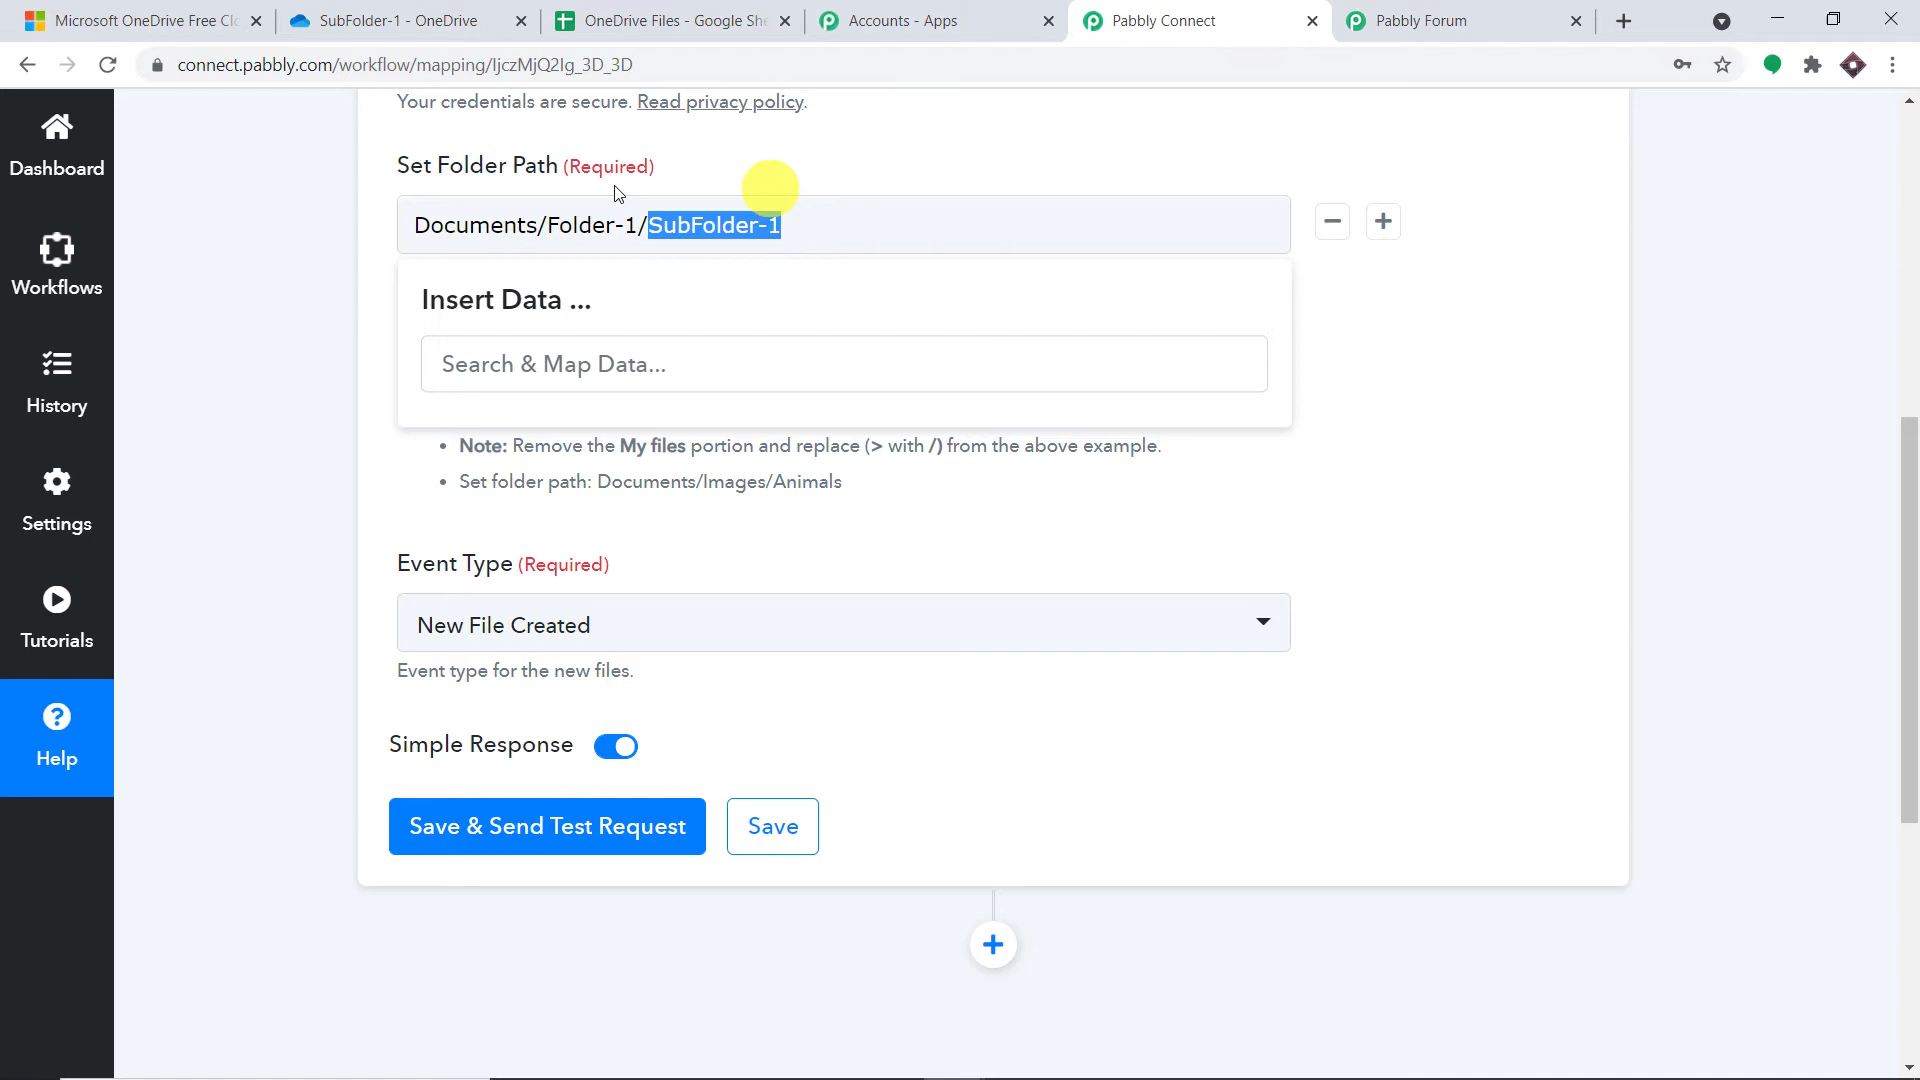 Microsoft OneDrive Free Clo
SubFolder-1 - OneDrive
OneDrive Files - Google She
Accounts - Apps
Pabbly Connect
Pabbly Forum
connect.pabbly.com/workflow/mapping/IjczMjQ2Ig_3D_3D
Your credentials are secure. Read privacy policy.
Dashboard
Workflows
History
Settings
Tutorials
Help
Set Folder Path (Required)
Documents/Folder-1/SubFolder-1
Insert Data ...
Search & Map Data...
• Note: Remove the My files portion and replace (> with /) from the above example.
• Set folder path: Documents/Images/Animals
Event Type (Required)
New File Created
Event type for the new files.
Simple Response
Save & Send Test Request
Save